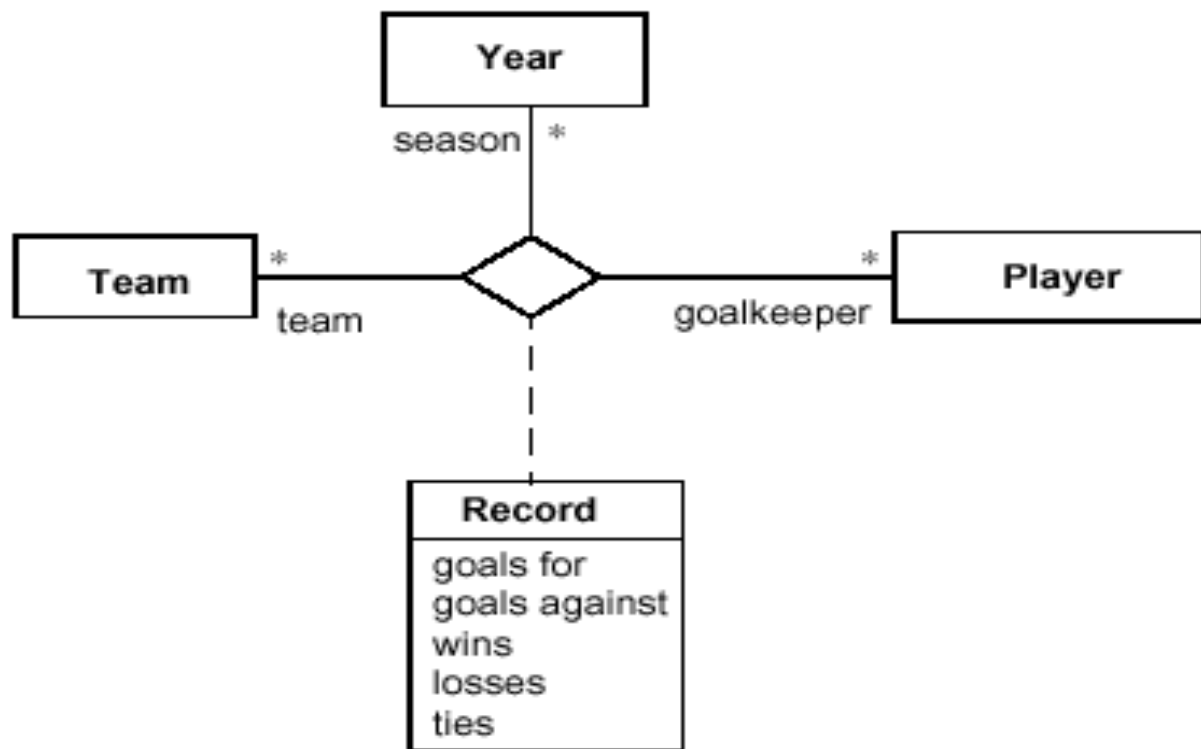 Year
season *
Team
*
team
*
goalkeeper
Player
Record
goals for
goals against
wins
losses
ties